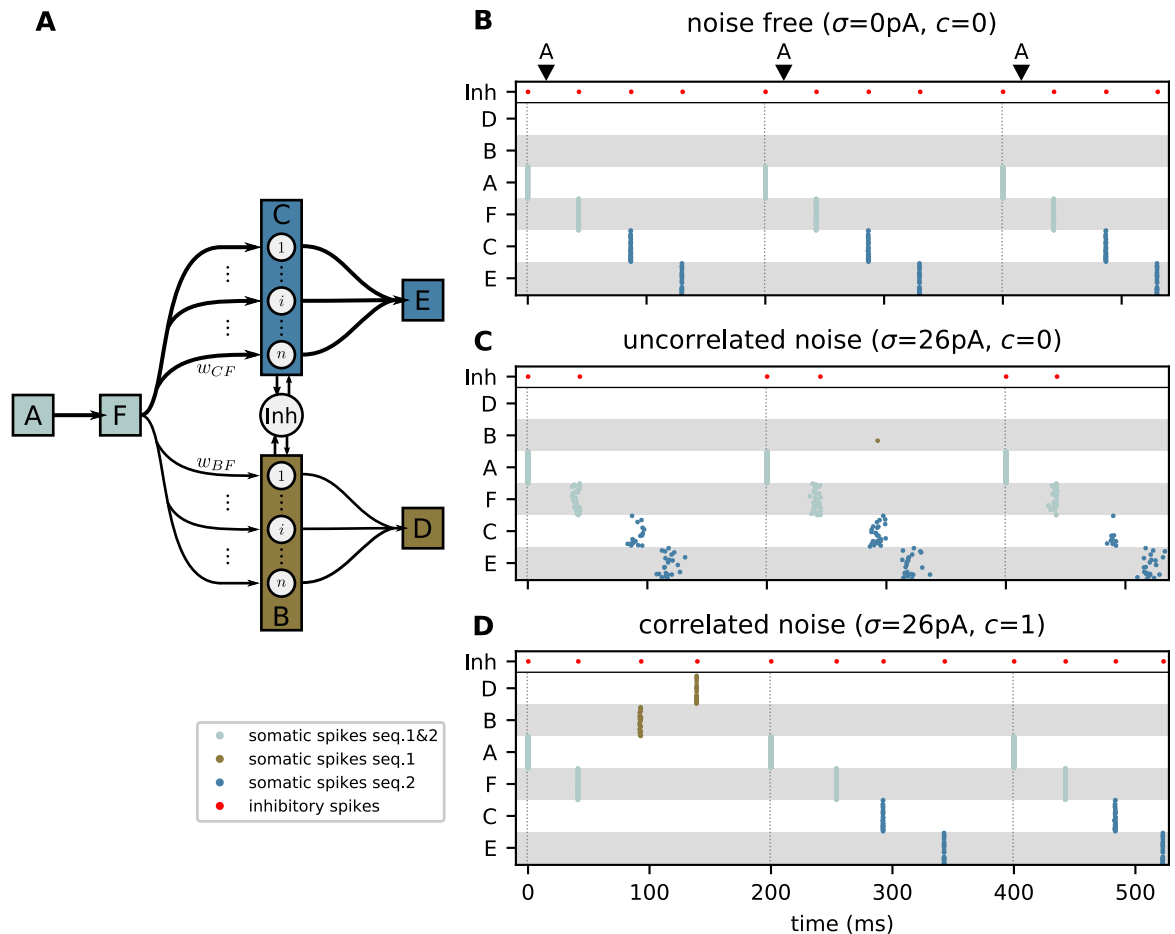 A
C
1
⋮
i
⋮
n
w_CF
E
A
F
Inh
w_BF
1
⋮
i
⋮
n
B
D
somatic spikes seq.1&2
somatic spikes seq.1
somatic spikes seq.2
inhibitory spikes
B
noise free (σ=0pA, c=0)
A A A
Inh
D
B
A
F
C
E
C
uncorrelated noise (σ=26pA, c=0)
Inh
D
B
A
F
C
E
D
correlated noise (σ=26pA, c=1)
Inh
D
B
A
F
C
E
0 100 200 300 400 500
time (ms)